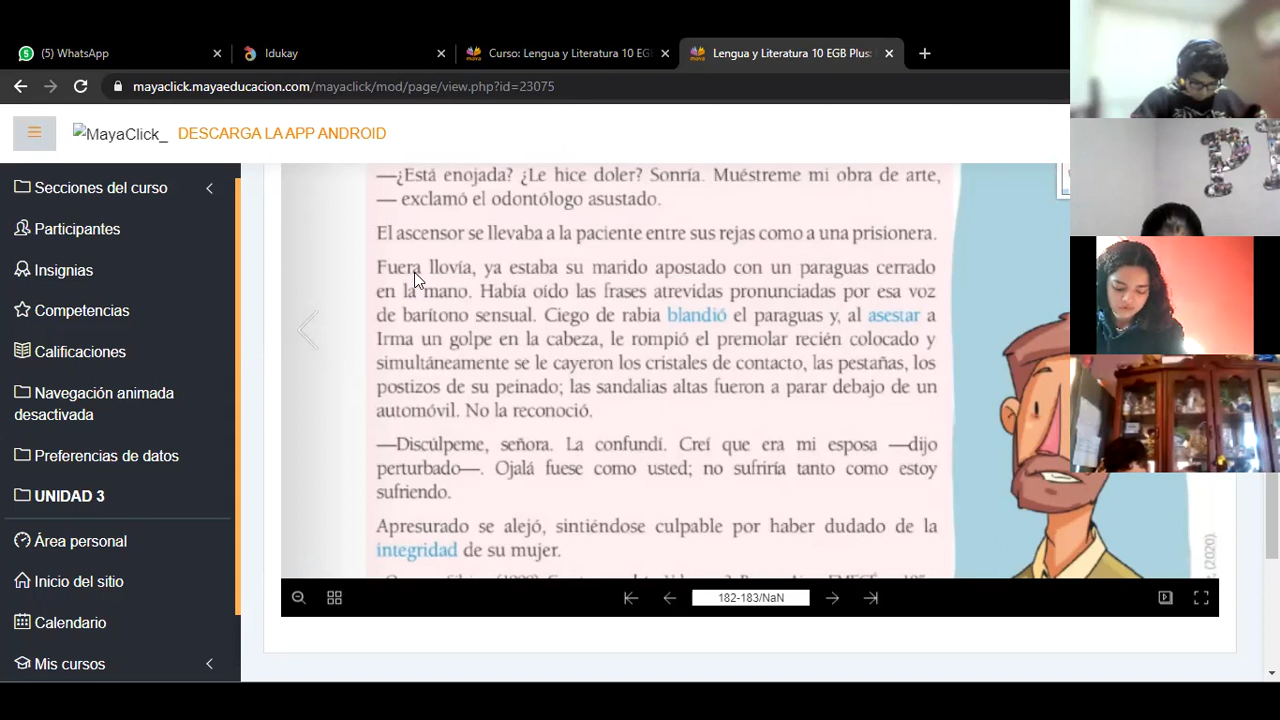 (5) WhatsApp
Idukay
Curso: Lengua y Literatura 10 EG
Lengua y Literatura 10 EGB Plus:
mayaclick.mayaeducacion.com/mayaclick/mod/page/view.php?id=23075
MayaClick_
DESCARGA LA APP ANDROID
Secciones del curso
Participantes
Insignias
Competencias
Calificaciones
Navegación animada
desactivada
Preferencias de datos
UNIDAD 3
Área personal
Inicio del sitio
Calendario
Mis cursos
—¿Está enojada? ¿Le hice doler? Sonría. Muéstreme mi obra de arte,
— exclamó el odontólogo asustado.
El ascensor se llevaba a la paciente entre sus rejas como a una prisionera.
Fuera llovía, ya estaba su marido apostado con un paraguas cerrado
en la mano. Había oído las frases atrevidas pronunciadas por esa voz
de barítono sensual. Ciego de rabia blandió el paraguas y, al asestar a
Irma un golpe en la cabeza, le rompió el premolar recién colocado y
simultáneamente se le cayeron los cristales de contacto, las pestañas, los
postizos de su peinado; las sandalias altas fueron a parar debajo de un
automóvil. No la reconoció.
—Discúlpeme, señora. La confundí. Creí que era mi esposa —dijo
perturbado—. Ojalá fuese como usted; no sufriría tanto como estoy
sufriendo.
Apresurado se alejó, sintiéndose culpable por haber dudado de la
integridad de su mujer.
(2020).
182-183/NaN